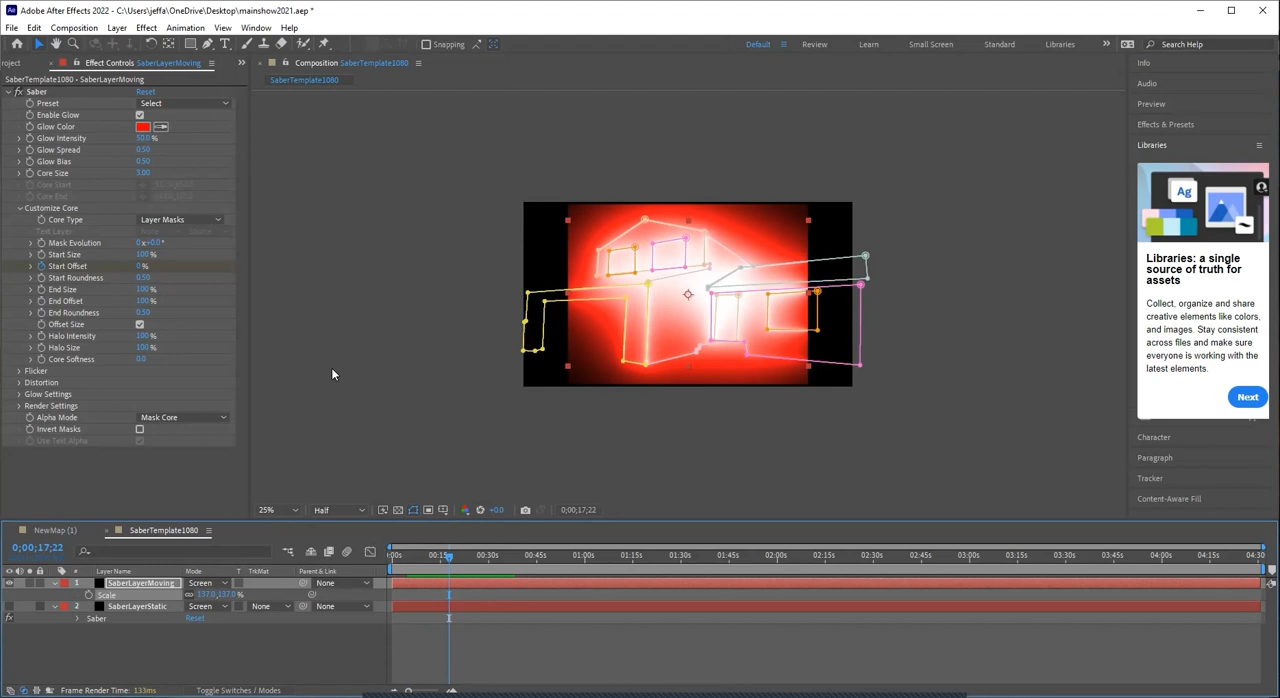 Adobe After Effects 2022 - C:\Users\jeffa\OneDrive\Desktop\mainshow2021.aep *
File Edit Composition Layer Effect Animation View Window Help
Snapping Default Review Learn Small Screen Standard Libraries Search Help
roject Effect Controls SaberLayerMoving
SaberTemplate1080 - SaberLayerMoving
fx Saber Reset
Preset Select
Enable Glow
Glow Color
Glow Intensity 50.0 %
Glow Spread 0.50
Glow Bias 0.50
Core Size 3.00
Core Start
Core End
Customize Core
Core Type Layer Masks
Text Layer None Source
Mask Evolution 0 x+0.0 °
Start Size 100 %
Start Offset 0 %
Start Roundness 0.50
End Size 100 %
End Offset 100 %
End Roundness 0.50
Offset Size
Halo Intensity 100 %
Halo Size 100 %
Core Softness 0.0
Flicker
Distortion
Glow Settings
Render Settings
Alpha Mode Mask Core
Invert Masks
Use Text Alpha
Composition SaberTemplate1080
SaberTemplate1080
25% Half +0.0 0;00;17;22
Info
Audio
Preview
Effects & Presets
Libraries
Ag
Libraries: a single
source of truth for
assets
Collect, organize and share
creative elements like colors,
and images. Stay consistent
across files and make sure
everyone is working with the
latest elements.
Next
Character
Paragraph
Tracker
Content-Aware Fill
NewMap (1) SaberTemplate1080
0;00;17;22
00s 00:15s 00:30s 00:45s 01:00s 01:15s 01:30s 01:45s 02:00s 02:15s 02:30s 02:45s 03:00s 03:15s 03:30s 03:45s 04:00s 04:15s 04:30s
# Layer Name Mode T TrkMat Parent & Link
1 SaberLayerMoving Screen None
Scale 137.0,137.0 %
2 SaberLayerStatic Screen None None
fx Saber Reset
Frame Render Time: 133ms Toggle Switches / Modes